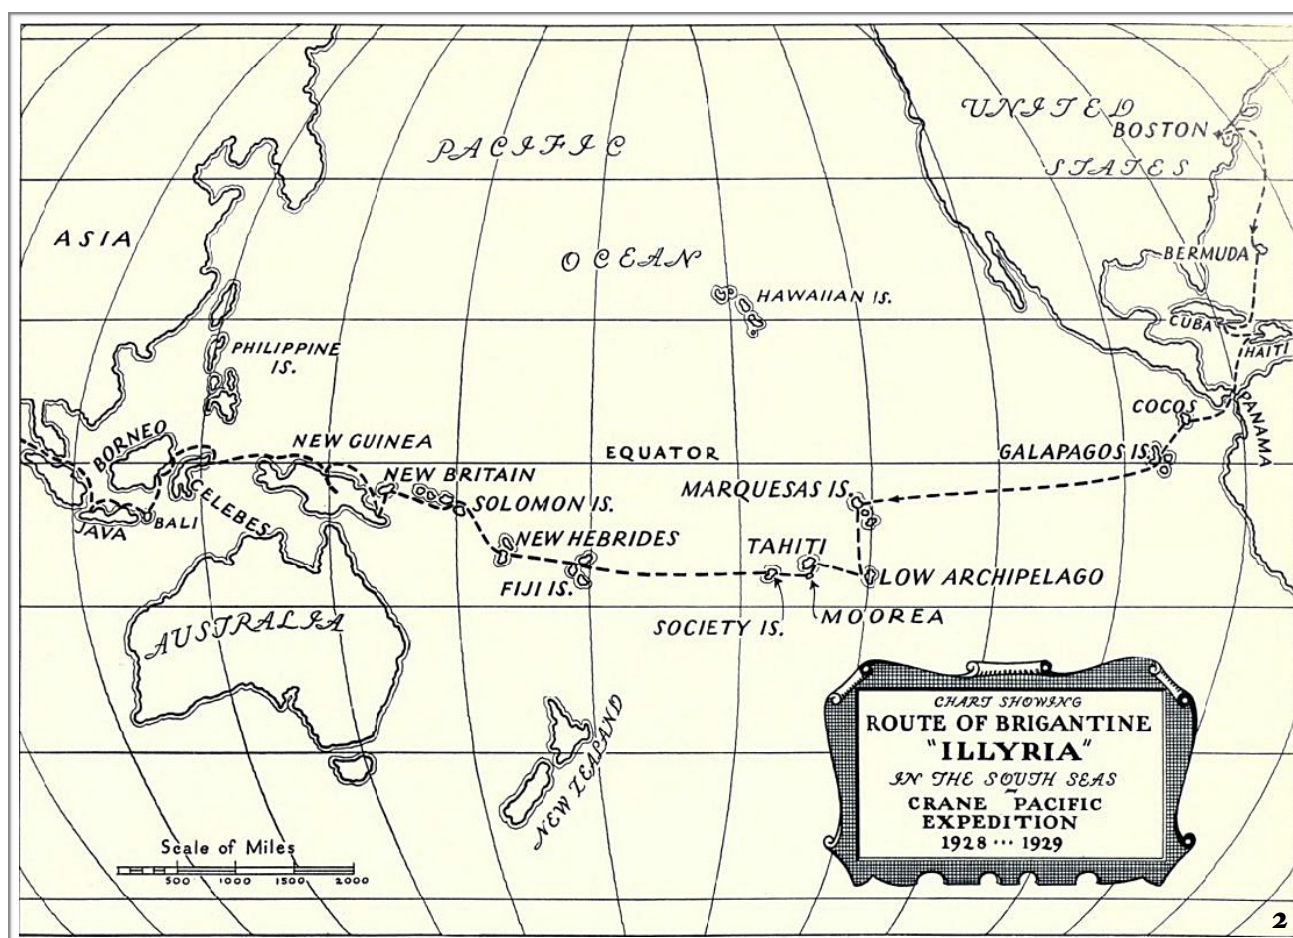 UNITED
BOSTON
STATES
PACIFIC
OCEAN
ASIA
BERMUDA
HAWAIIAN IS.
CUBA
HAITI
PHILIPPINE
IS.
PANAMA
COCOS
BORNEO
NEW GUINEA
EQUATOR
GALAPAGOS IS.
NEW BRITAIN
MARQUESAS IS.
SOLOMON IS.
CELEBES
JAVA
BALI
NEW HEBRIDES
TAHITI
FIJI IS.
LOW ARCHIPELAGO
SOCIETY IS.
MOOREA
AUSTRALIA
NEW ZEALAND
CHART SHOWING
ROUTE OF BRIGANTINE
"ILLYRIA"
IN THE SOUTH SEAS
~
CRANE PACIFIC
EXPEDITION
1928 ··· 1929
Scale of Miles
500 1000 1500 2000
2